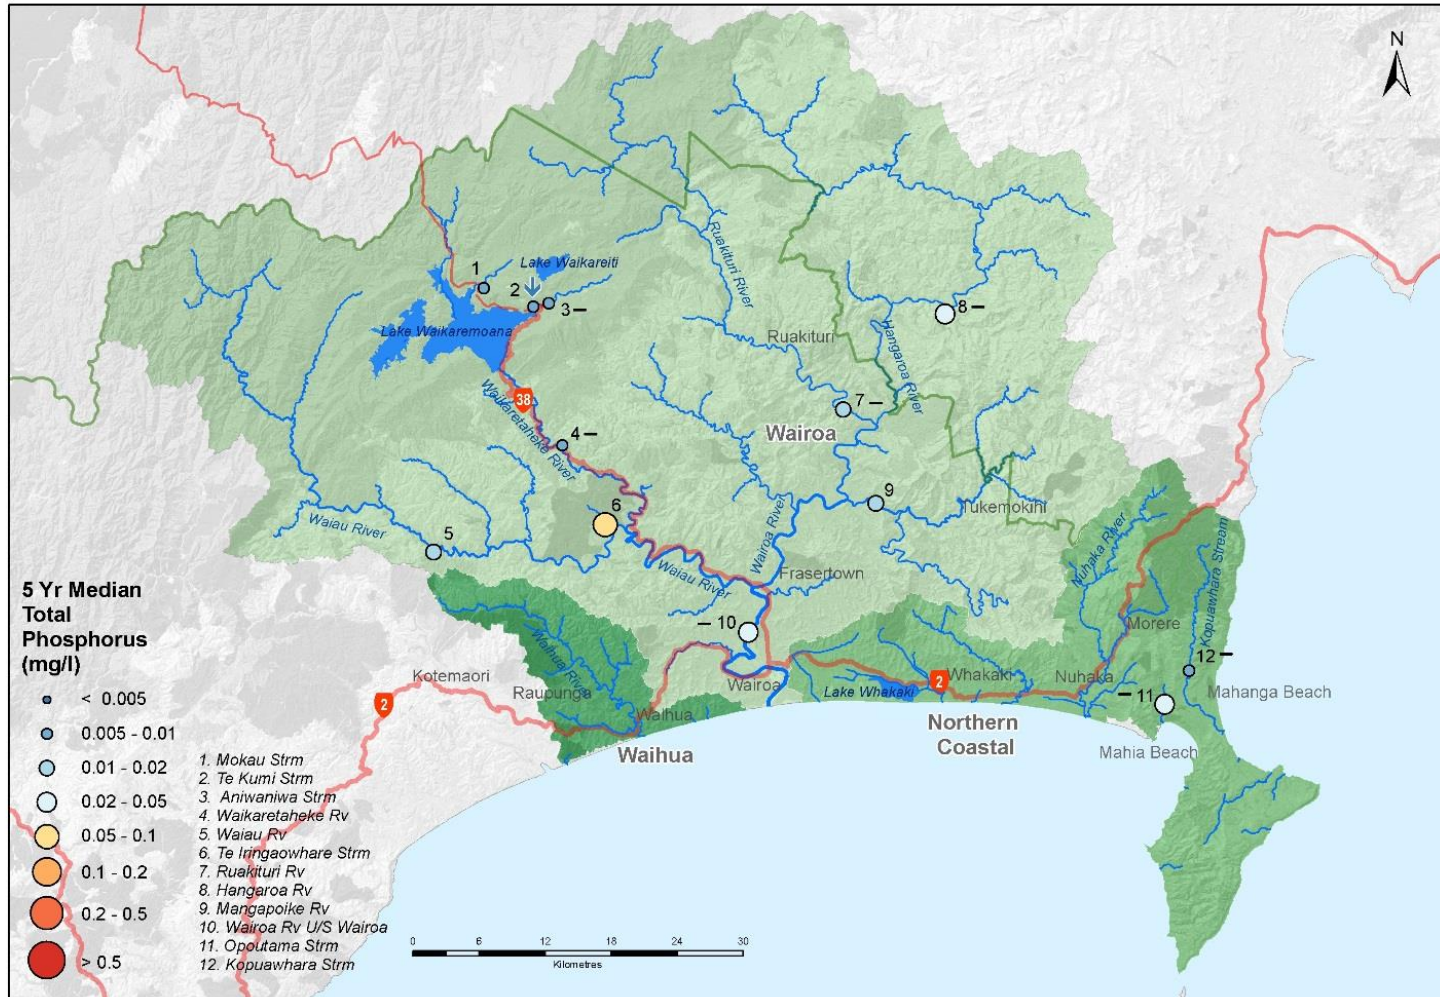 N
Lake Waikareiti
1
2
3 –
Lake Waikaremoana
Ruakituri River
Ruakituri
Hangaroa River
8 –
38
Waikaretaheke River
7 –
Wairoa
4 –
9
6
Tukemokini
Waiau River
5
Wairoa River
Nuhaka River
Kopuawhara Stream
Waiau River
Frasertown
– 10
Morere
12 –
Waihua River
Kotemaori
Raupunga
2
Wairoa
Lake Whakaki
2
Whakaki
Nuhaka
– 11
Mahanga Beach
Waihua
Waihua
Northern
Coastal
Mahia Beach
5 Yr Median
Total
Phosphorus
(mg/l)
< 0.005
0.005 - 0.01
0.01 - 0.02
0.02 - 0.05
0.05 - 0.1
0.1 - 0.2
0.2 - 0.5
> 0.5
1. Mokau Strm
2. Te Kumi Strm
3. Aniwaniwa Strm
4. Waikaretaheke Rv
5. Waiau Rv
6. Te Iringaowhare Strm
7. Ruakituri Rv
8. Hangaroa Rv
9. Mangapoike Rv
10. Wairoa Rv U/S Wairoa
11. Opoutama Strm
12. Kopuawhara Strm
0 6 12 18 24 30
Kilometres